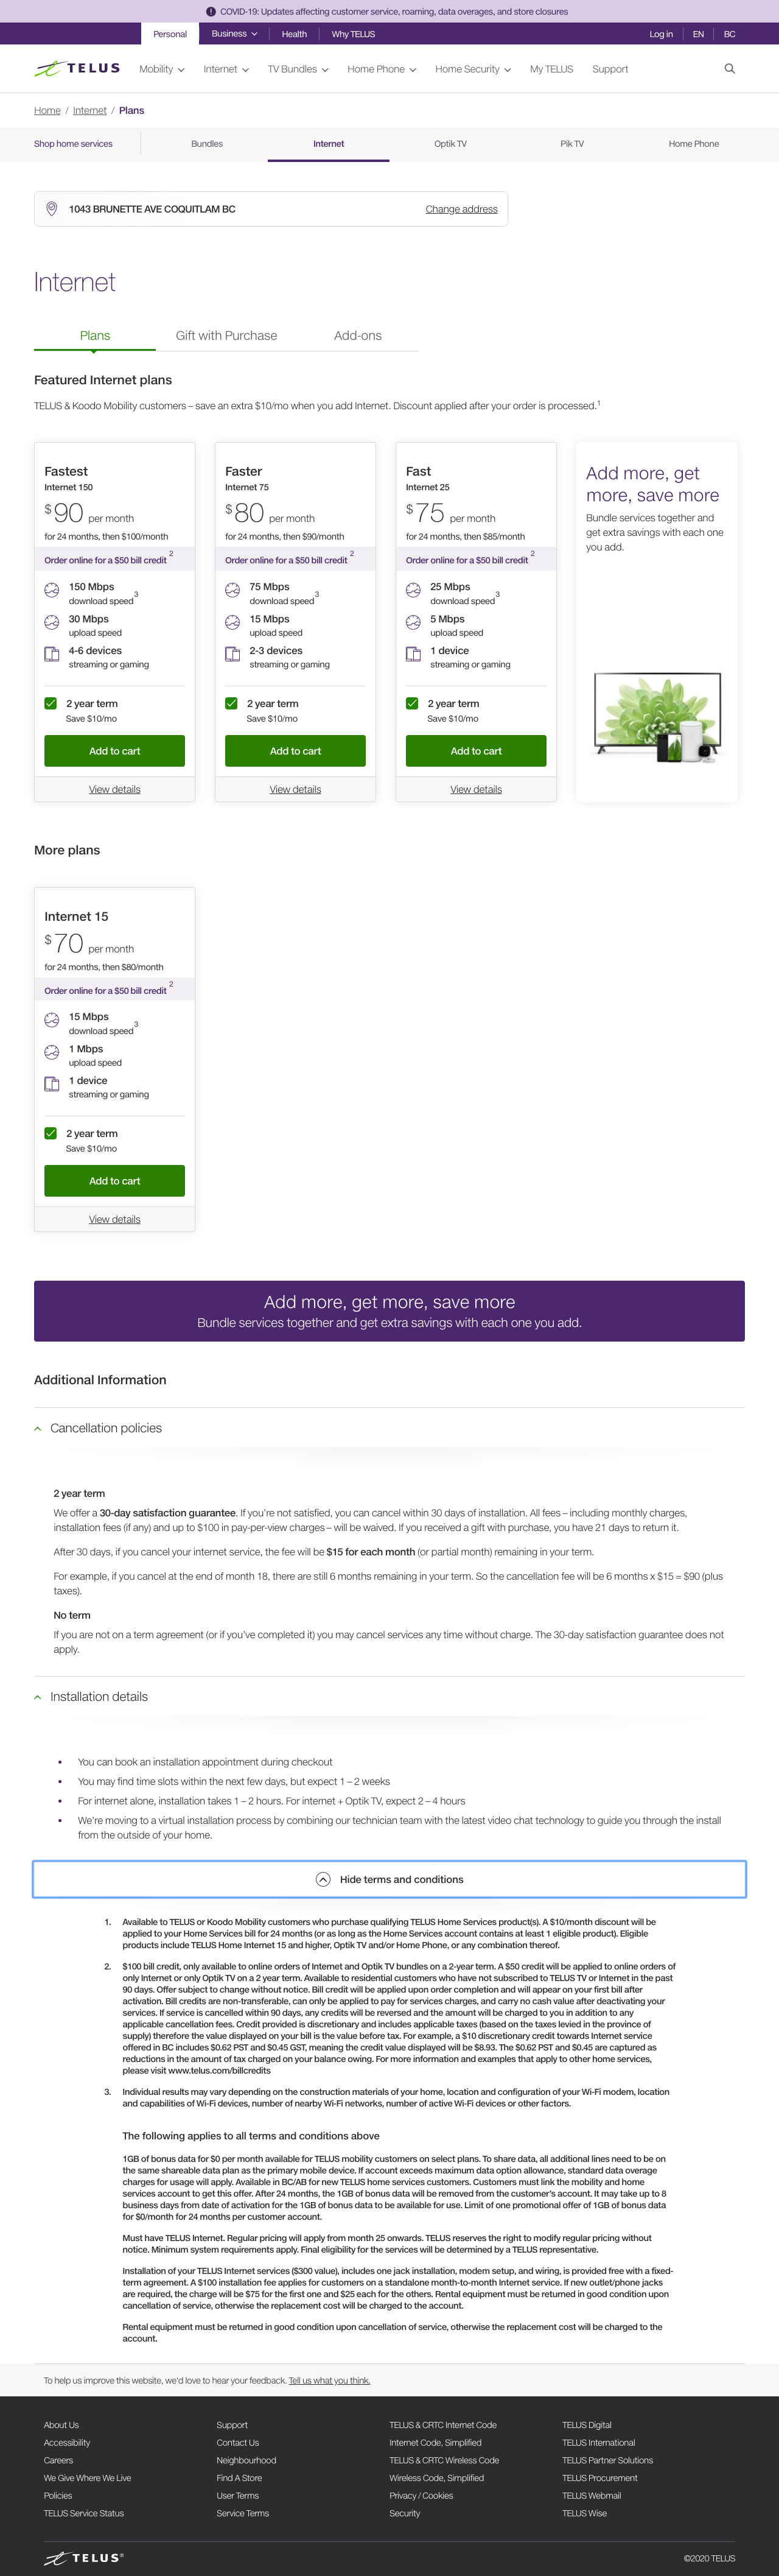 COVID-19: Updates affecting customer service, roaming, data overages, and store closures
Personal Business Health Why TELUS Log in EN BC
TELUS Mobility Internet TV Bundles Home Phone Home Security My TELUS Support
Home / Internet / Plans
Shop home services Bundles Internet Optik TV Pik TV Home Phone
1043 BRUNETTE AVE COQUITLAM BC Change address
Internet
Plans Gift with Purchase Add-ons
Featured Internet plans
TELUS & Koodo Mobility customers – save an extra $10/mo when you add Internet. Discount applied after your order is processed.1
Fastest
Internet 150
$90 per month
for 24 months, then $100/month
Order online for a $50 bill credit 2
150 Mbps
download speed3
30 Mbps
upload speed
4-6 devices
streaming or gaming
2 year term
Save $10/mo
Add to cart
View details
Faster
Internet 75
$80 per month
for 24 months, then $90/month
Order online for a $50 bill credit 2
75 Mbps
download speed3
15 Mbps
upload speed
2-3 devices
streaming or gaming
2 year term
Save $10/mo
Add to cart
View details
Fast
Internet 25
$75 per month
for 24 months, then $85/month
Order online for a $50 bill credit 2
25 Mbps
download speed3
5 Mbps
upload speed
1 device
streaming or gaming
2 year term
Save $10/mo
Add to cart
View details
Add more, get
more, save more
Bundle services together and
get extra savings with each one
you add.
More plans
Internet 15
$70 per month
for 24 months, then $80/month
Order online for a $50 bill credit 2
15 Mbps
download speed3
1 Mbps
upload speed
1 device
streaming or gaming
2 year term
Save $10/mo
Add to cart
View details
Add more, get more, save more
Bundle services together and get extra savings with each one you add.
Additional Information
Cancellation policies
2 year term
We offer a 30-day satisfaction guarantee. If you're not satisfied, you can cancel within 30 days of installation. All fees – including monthly charges,
installation fees (if any) and up to $100 in pay-per-view charges – will be waived. If you received a gift with purchase, you have 21 days to return it.
After 30 days, if you cancel your internet service, the fee will be $15 for each month (or partial month) remaining in your term.
For example, if you cancel at the end of month 18, there are still 6 months remaining in your term. So the cancellation fee will be 6 months x $15 = $90 (plus
taxes).
No term
If you are not on a term agreement (or if you've completed it) you may cancel services any time without charge. The 30-day satisfaction guarantee does not
apply.
Installation details
• You can book an installation appointment during checkout
• You may find time slots within the next few days, but expect 1 – 2 weeks
• For internet alone, installation takes 1 – 2 hours. For internet + Optik TV, expect 2 – 4 hours
• We're moving to a virtual installation process by combining our technician team with the latest video chat technology to guide you through the install
from the outside of your home.
Hide terms and conditions
1. Available to TELUS or Koodo Mobility customers who purchase qualifying TELUS Home Services product(s). A $10/month discount will be
applied to your Home Services bill for 24 months (or as long as the Home Services account contains at least 1 eligible product). Eligible
products include TELUS Home Internet 15 and higher, Optik TV and/or Home Phone, or any combination thereof.
2. $100 bill credit, only available to online orders of Internet and Optik TV bundles on a 2-year term. A $50 credit will be applied to online orders of
only Internet or only Optik TV on a 2 year term. Available to residential customers who have not subscribed to TELUS TV or Internet in the past
90 days. Offer subject to change without notice. Bill credit will be applied upon order completion and will appear on your first bill after
activation. Bill credits are non-transferable, can only be applied to pay for services charges, and carry no cash value after deactivating your
services. If service is cancelled within 90 days, any credits will be reversed and the amount will be charged to you in addition to any
applicable cancellation fees. Credit provided is discretionary and includes applicable taxes (based on the taxes levied in the province of
supply) therefore the value displayed on your bill is the value before tax. For example, a $10 discretionary credit towards Internet service
offered in BC includes $0.62 PST and $0.45 GST, meaning the credit value displayed will be $8.93. The $0.62 PST and $0.45 are captured as
reductions in the amount of tax charged on your balance owing. For more information and examples that apply to other home services,
please visit www.telus.com/billcredits
3. Individual results may vary depending on the construction materials of your home, location and configuration of your Wi-Fi modem, location
and capabilities of Wi-Fi devices, number of nearby Wi-Fi networks, number of active Wi-Fi devices or other factors.
The following applies to all terms and conditions above
1GB of bonus data for $0 per month available for TELUS mobility customers on select plans. To share data, all additional lines need to be on
the same shareable data plan as the primary mobile device. If account exceeds maximum data option allowance, standard data overage
charges for usage will apply. Available in BC/AB for new TELUS home services customers. Customers must link the mobility and home
services account to get this offer. After 24 months, the 1GB of bonus data will be removed from the customer's account. It may take up to 8
business days from date of activation for the 1GB of bonus data to be available for use. Limit of one promotional offer of 1GB of bonus data
for $0/month for 24 months per customer account.
Must have TELUS Internet. Regular pricing will apply from month 25 onwards. TELUS reserves the right to modify regular pricing without
notice. Minimum system requirements apply. Final eligibility for the services will be determined by a TELUS representative.
Installation of your TELUS Internet services ($300 value), includes one jack installation, modem setup, and wiring, is provided free with a fixed-
term agreement. A $100 installation fee applies for customers on a standalone month-to-month Internet service. If new outlet/phone jacks
are required, the charge will be $75 for the first one and $25 each for the others. Rental equipment must be returned in good condition upon
cancellation of service, otherwise the replacement cost will be charged to the account.
Rental equipment must be returned in good condition upon cancellation of service, otherwise the replacement cost will be charged to the
account.
To help us improve this website, we'd love to hear your feedback. Tell us what you think.
About Us Support TELUS & CRTC Internet Code TELUS Digital
Accessibility Contact Us Internet Code, Simplified TELUS International
Careers Neighbourhood TELUS & CRTC Wireless Code TELUS Partner Solutions
We Give Where We Live Find A Store Wireless Code, Simplified TELUS Procurement
Policies User Terms Privacy / Cookies TELUS Webmail
TELUS Service Status Service Terms Security TELUS Wise
TELUS® ©2020 TELUS